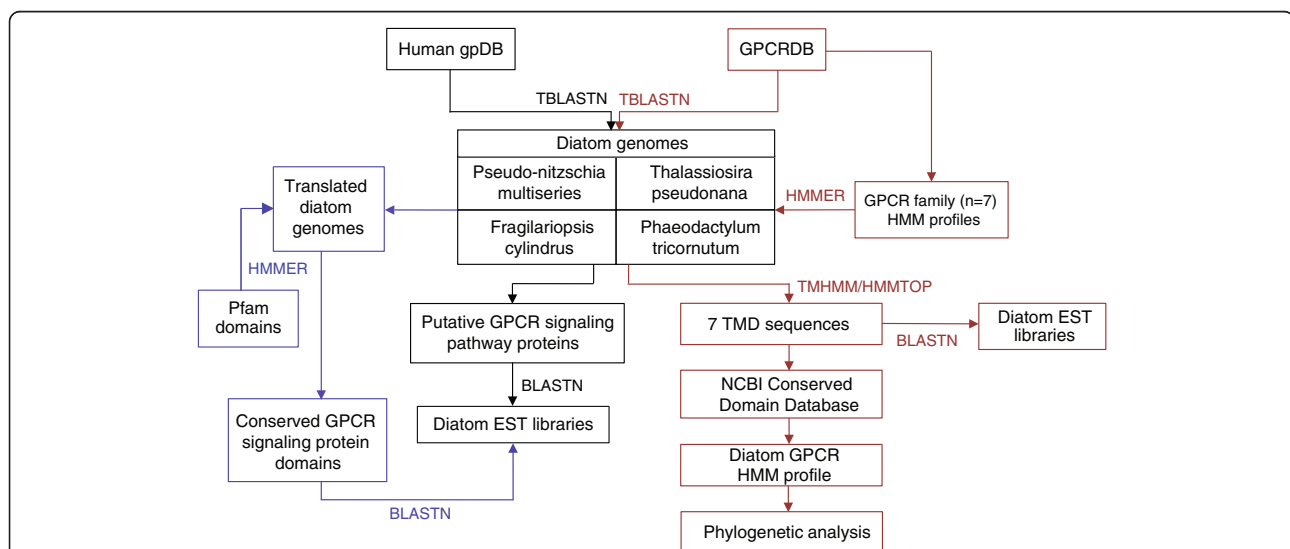 Human gpDB
GPCRDB
TBLASTN
TBLASTN
Diatom genomes
Pseudo-nitzschia
multiseries
Thalassiosira
pseudonana
Fragilariopsis
cylindrus
Phaeodactylum
tricornutum
Translated
diatom
genomes
HMMER
GPCR family (n=7)
HMM profiles
HMMER
Pfam
domains
TMHMM/HMMTOP
Putative GPCR signaling
pathway proteins
7 TMD sequences
BLASTN
Diatom EST
libraries
BLASTN
NCBI Conserved
Domain Database
Conserved GPCR
signaling protein
domains
Diatom EST libraries
Diatom GPCR
HMM profile
BLASTN
Phylogenetic analysis